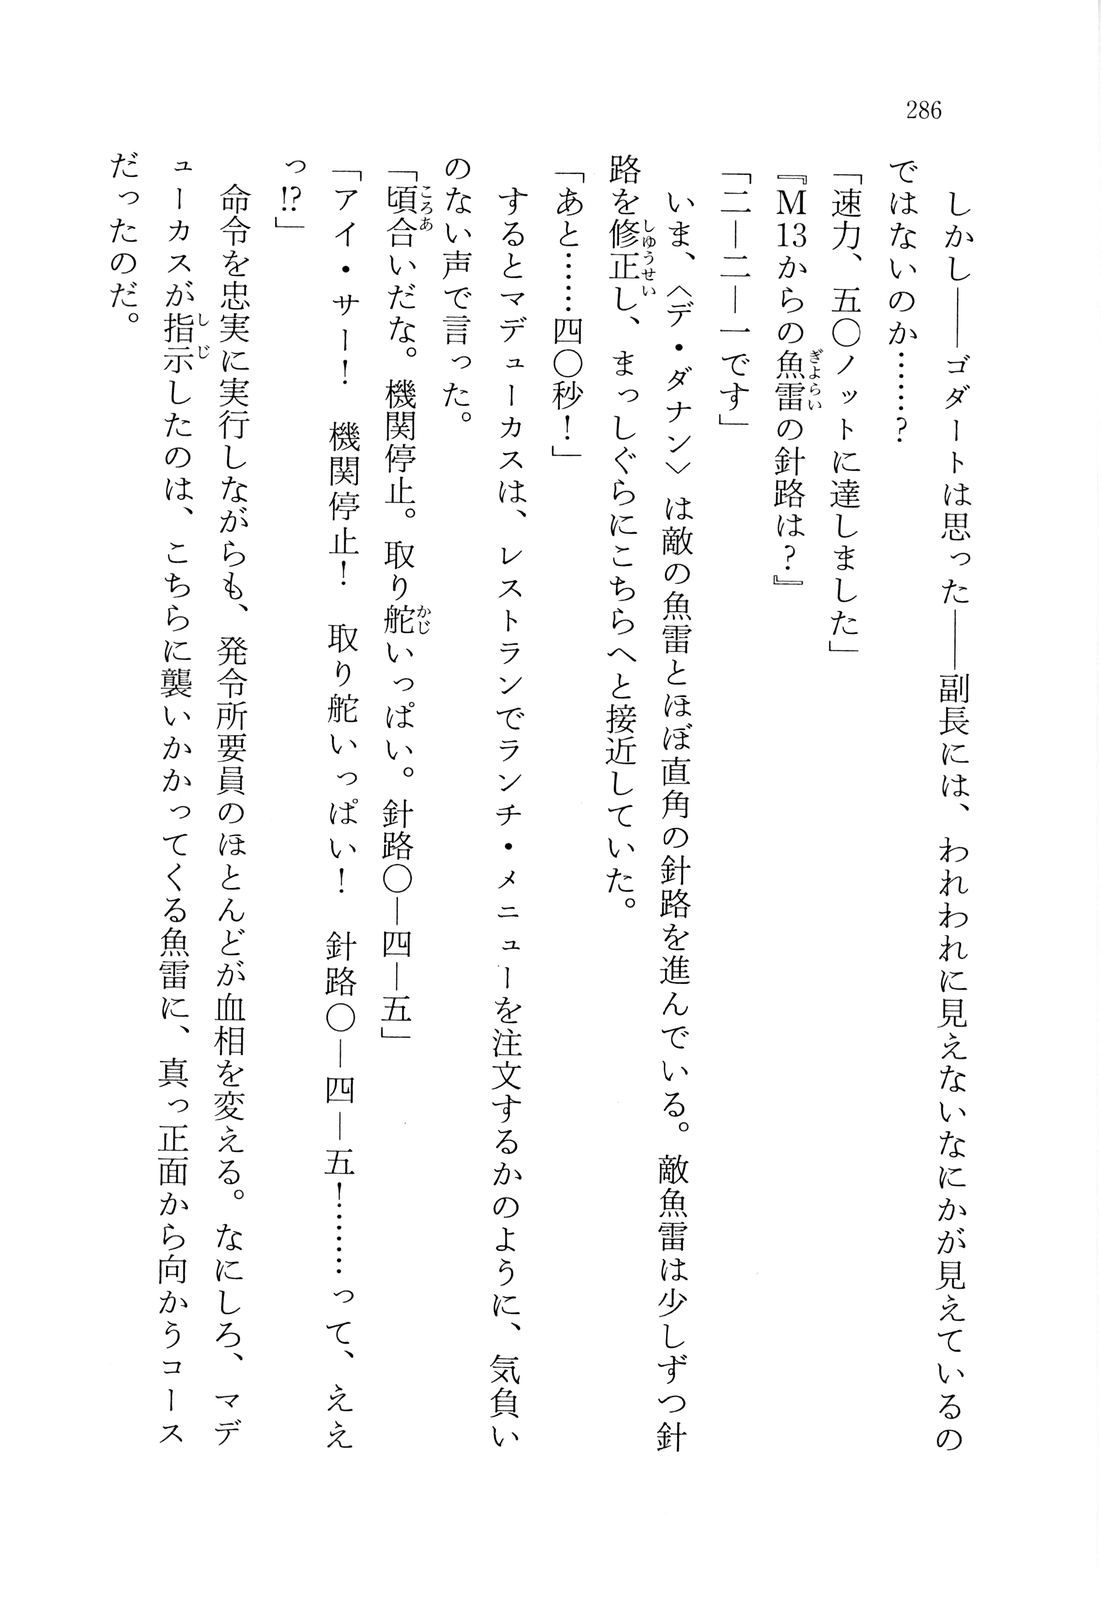 286
しかし――ゴダートは思った――副長には、われわれに見えないなにかが見えているの
ではないのか……？
「速力、五〇ノットに達しました」
『M13からの魚雷の針路は？』
「二―二―一です」
いま、〈デ・ダナン〉は敵の魚雷とほぼ直角の針路を進んでいる。敵魚雷は少しずつ針
路を修正し、まっしぐらにこちらへと接近していた。
「あと……四〇秒！」
するとマデューカスは、レストランでランチ・メニューを注文するかのように、気負い
のない声で言った。
「頃合いだな。機関停止。取り舵いっぱい。針路〇―四―五」
「アイ・サー！　機関停止！　取り舵いっぱい！　針路〇―四―五！……って、ええ
っ!?」
命令を忠実に実行しながらも、発令所要員のほとんどが血相を変える。なにしろ、マデ
ューカスが指示したのは、こちらに襲いかかってくる魚雷に、真っ正面から向かうコース
だったのだ。